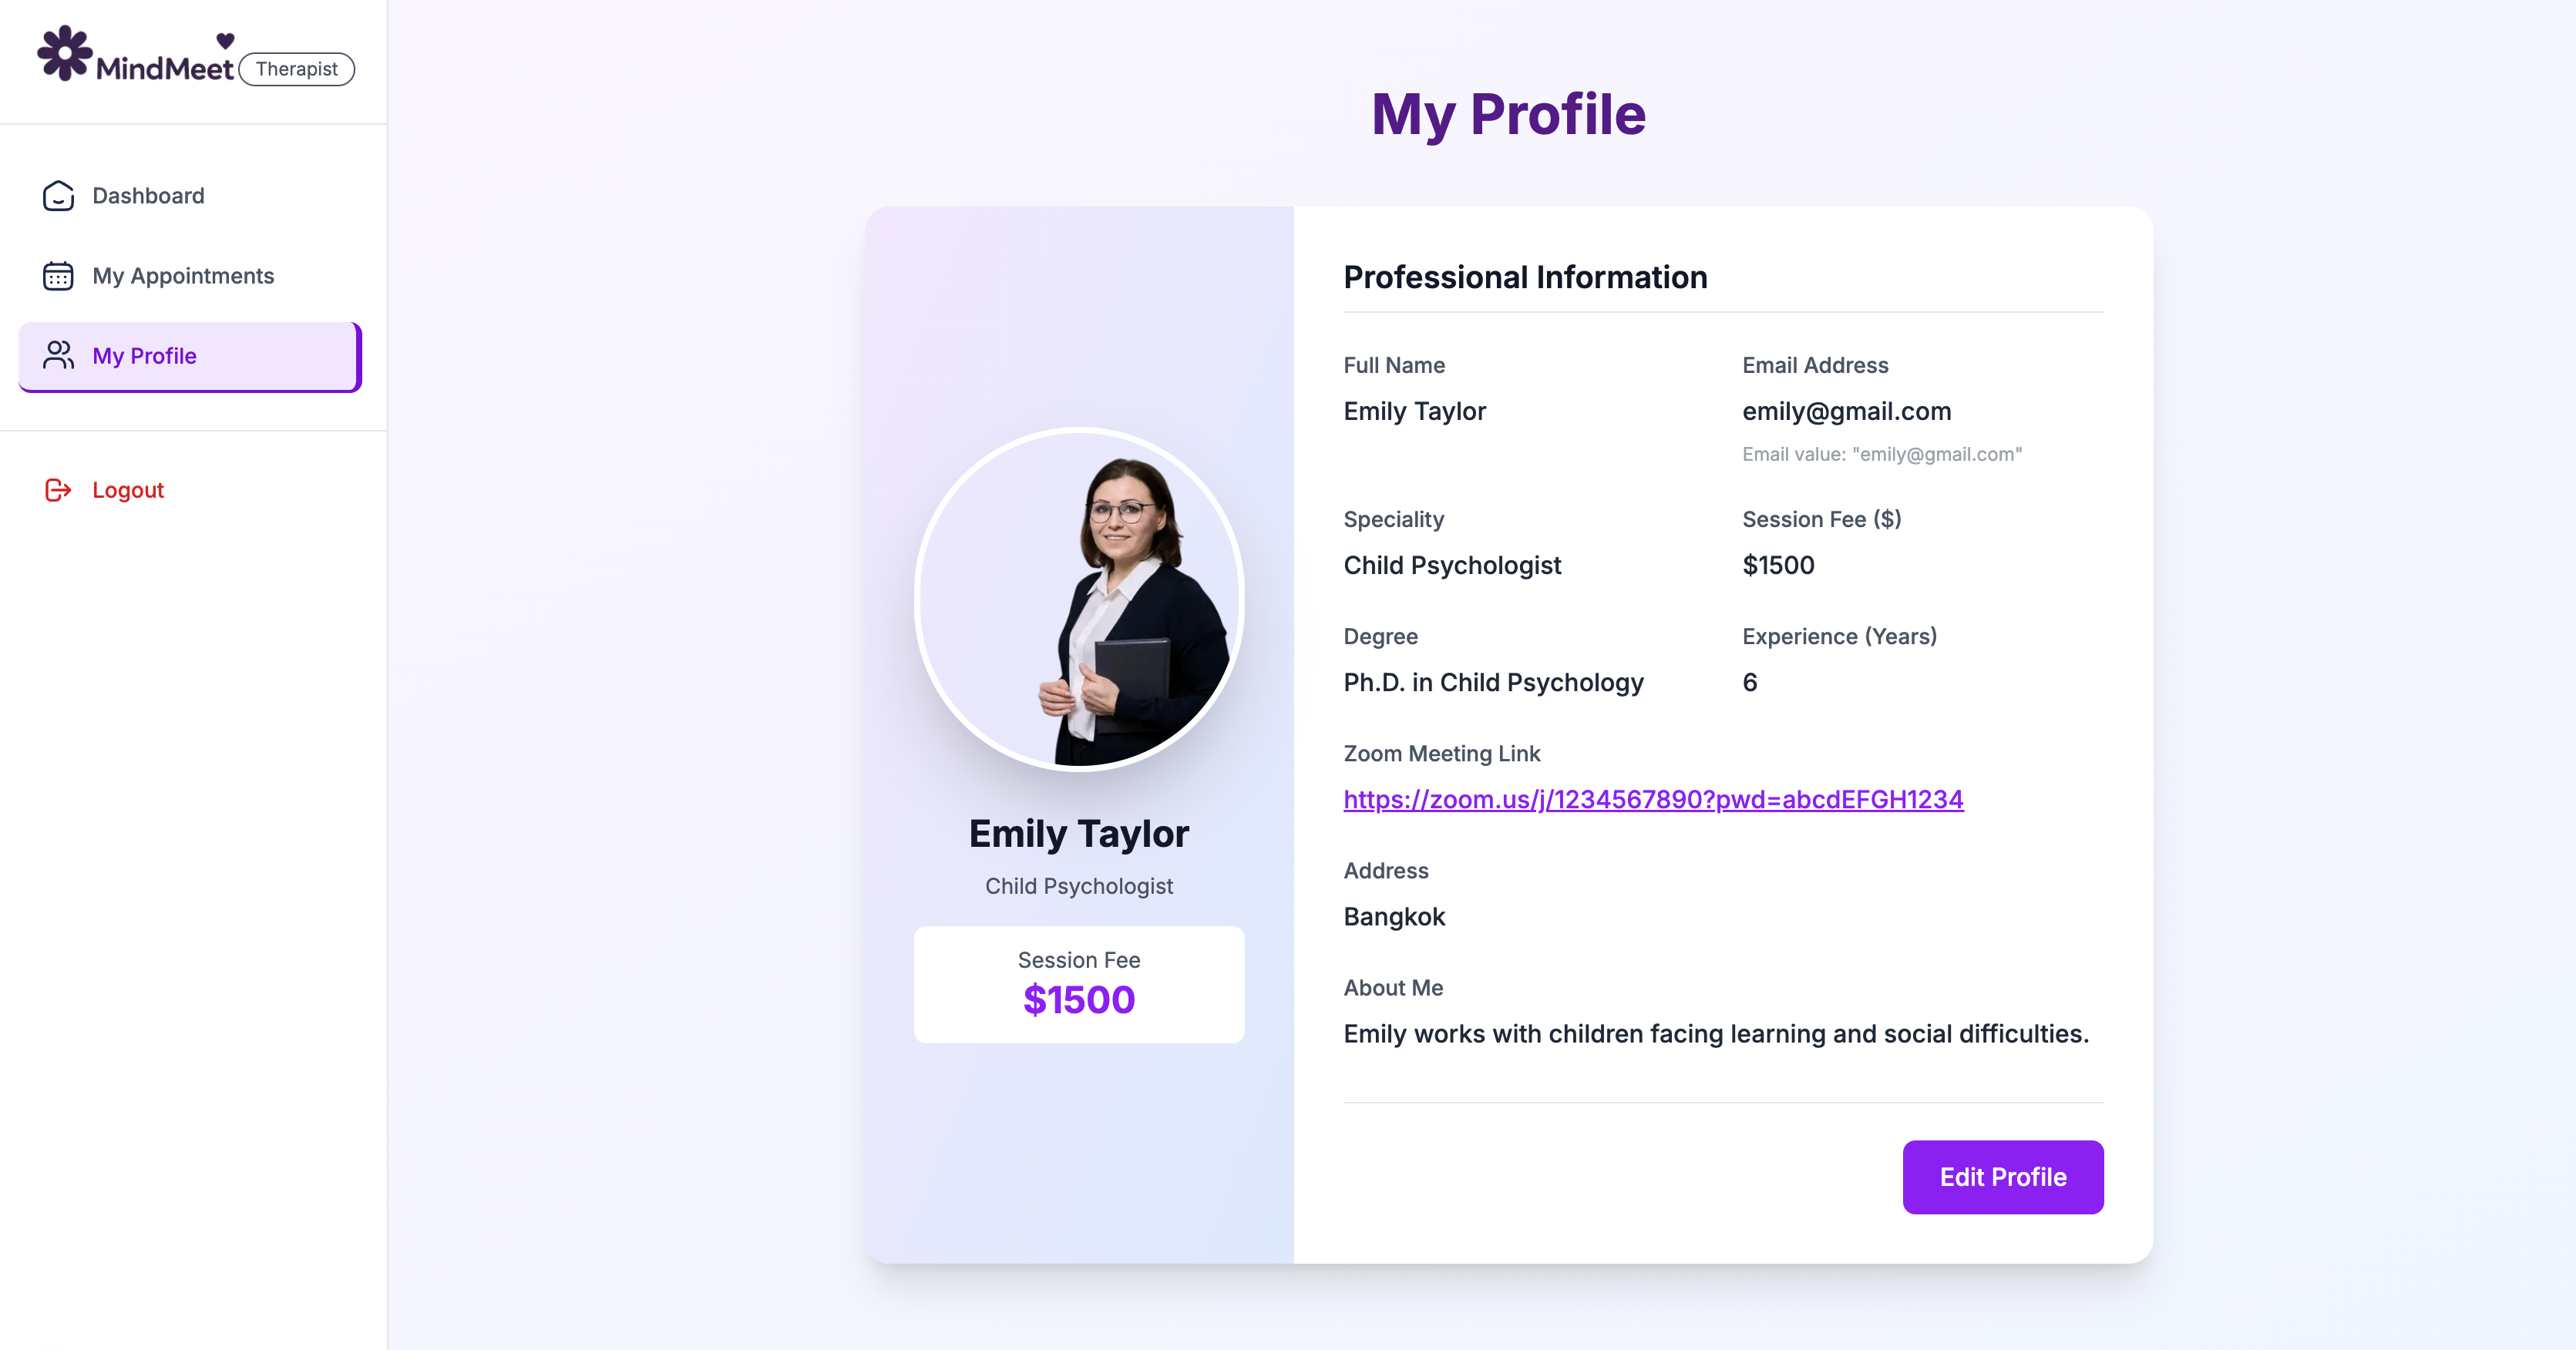 MindMeet
Therapist
Dashboard
My Appointments
My Profile
Logout
My Profile
Emily Taylor
Child Psychologist
Session Fee
$1500
Professional Information
Full Name
Emily Taylor
Email Address
emily@gmail.com
Email value: "emily@gmail.com"
Speciality
Child Psychologist
Session Fee ($)
$1500
Degree
Ph.D. in Child Psychology
Experience (Years)
6
Zoom Meeting Link
https://zoom.us/j/1234567890?pwd=abcdEFGH1234
Address
Bangkok
About Me
Emily works with children facing learning and social difficulties.
Edit Profile